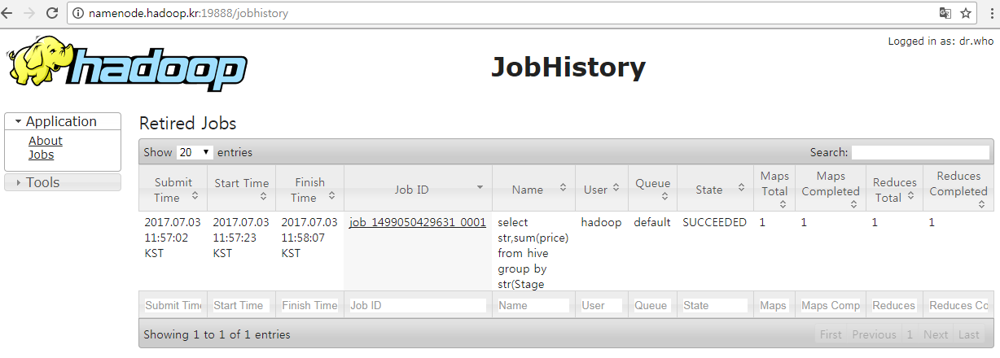 namenode.hadoop.kr:19888/jobhistory
Logged in as: dr.who
hadoop
JobHistory
Application
About
Jobs
Tools
Retired Jobs
Show 20 entries
Search:
Submit Time
Start Time
Finish Time
Job ID
Name
User
Queue
State
Maps Total
Maps Completed
Reduces Total
Reduces Completed
2017.07.03 11:57:02 KST
2017.07.03 11:57:23 KST
2017.07.03 11:58:07 KST
job_1499050429631_0001
select
str,sum(price)
from hive
group by
str(Stage
hadoop
default
SUCCEEDED
1
1
1
1
Submit Time
Start Time
Finish Time
Job ID
Name
User
Queue
State
Maps
Maps Comp
Reduces
Reduces Co
Showing 1 to 1 of 1 entries
First Previous 1 Next Last